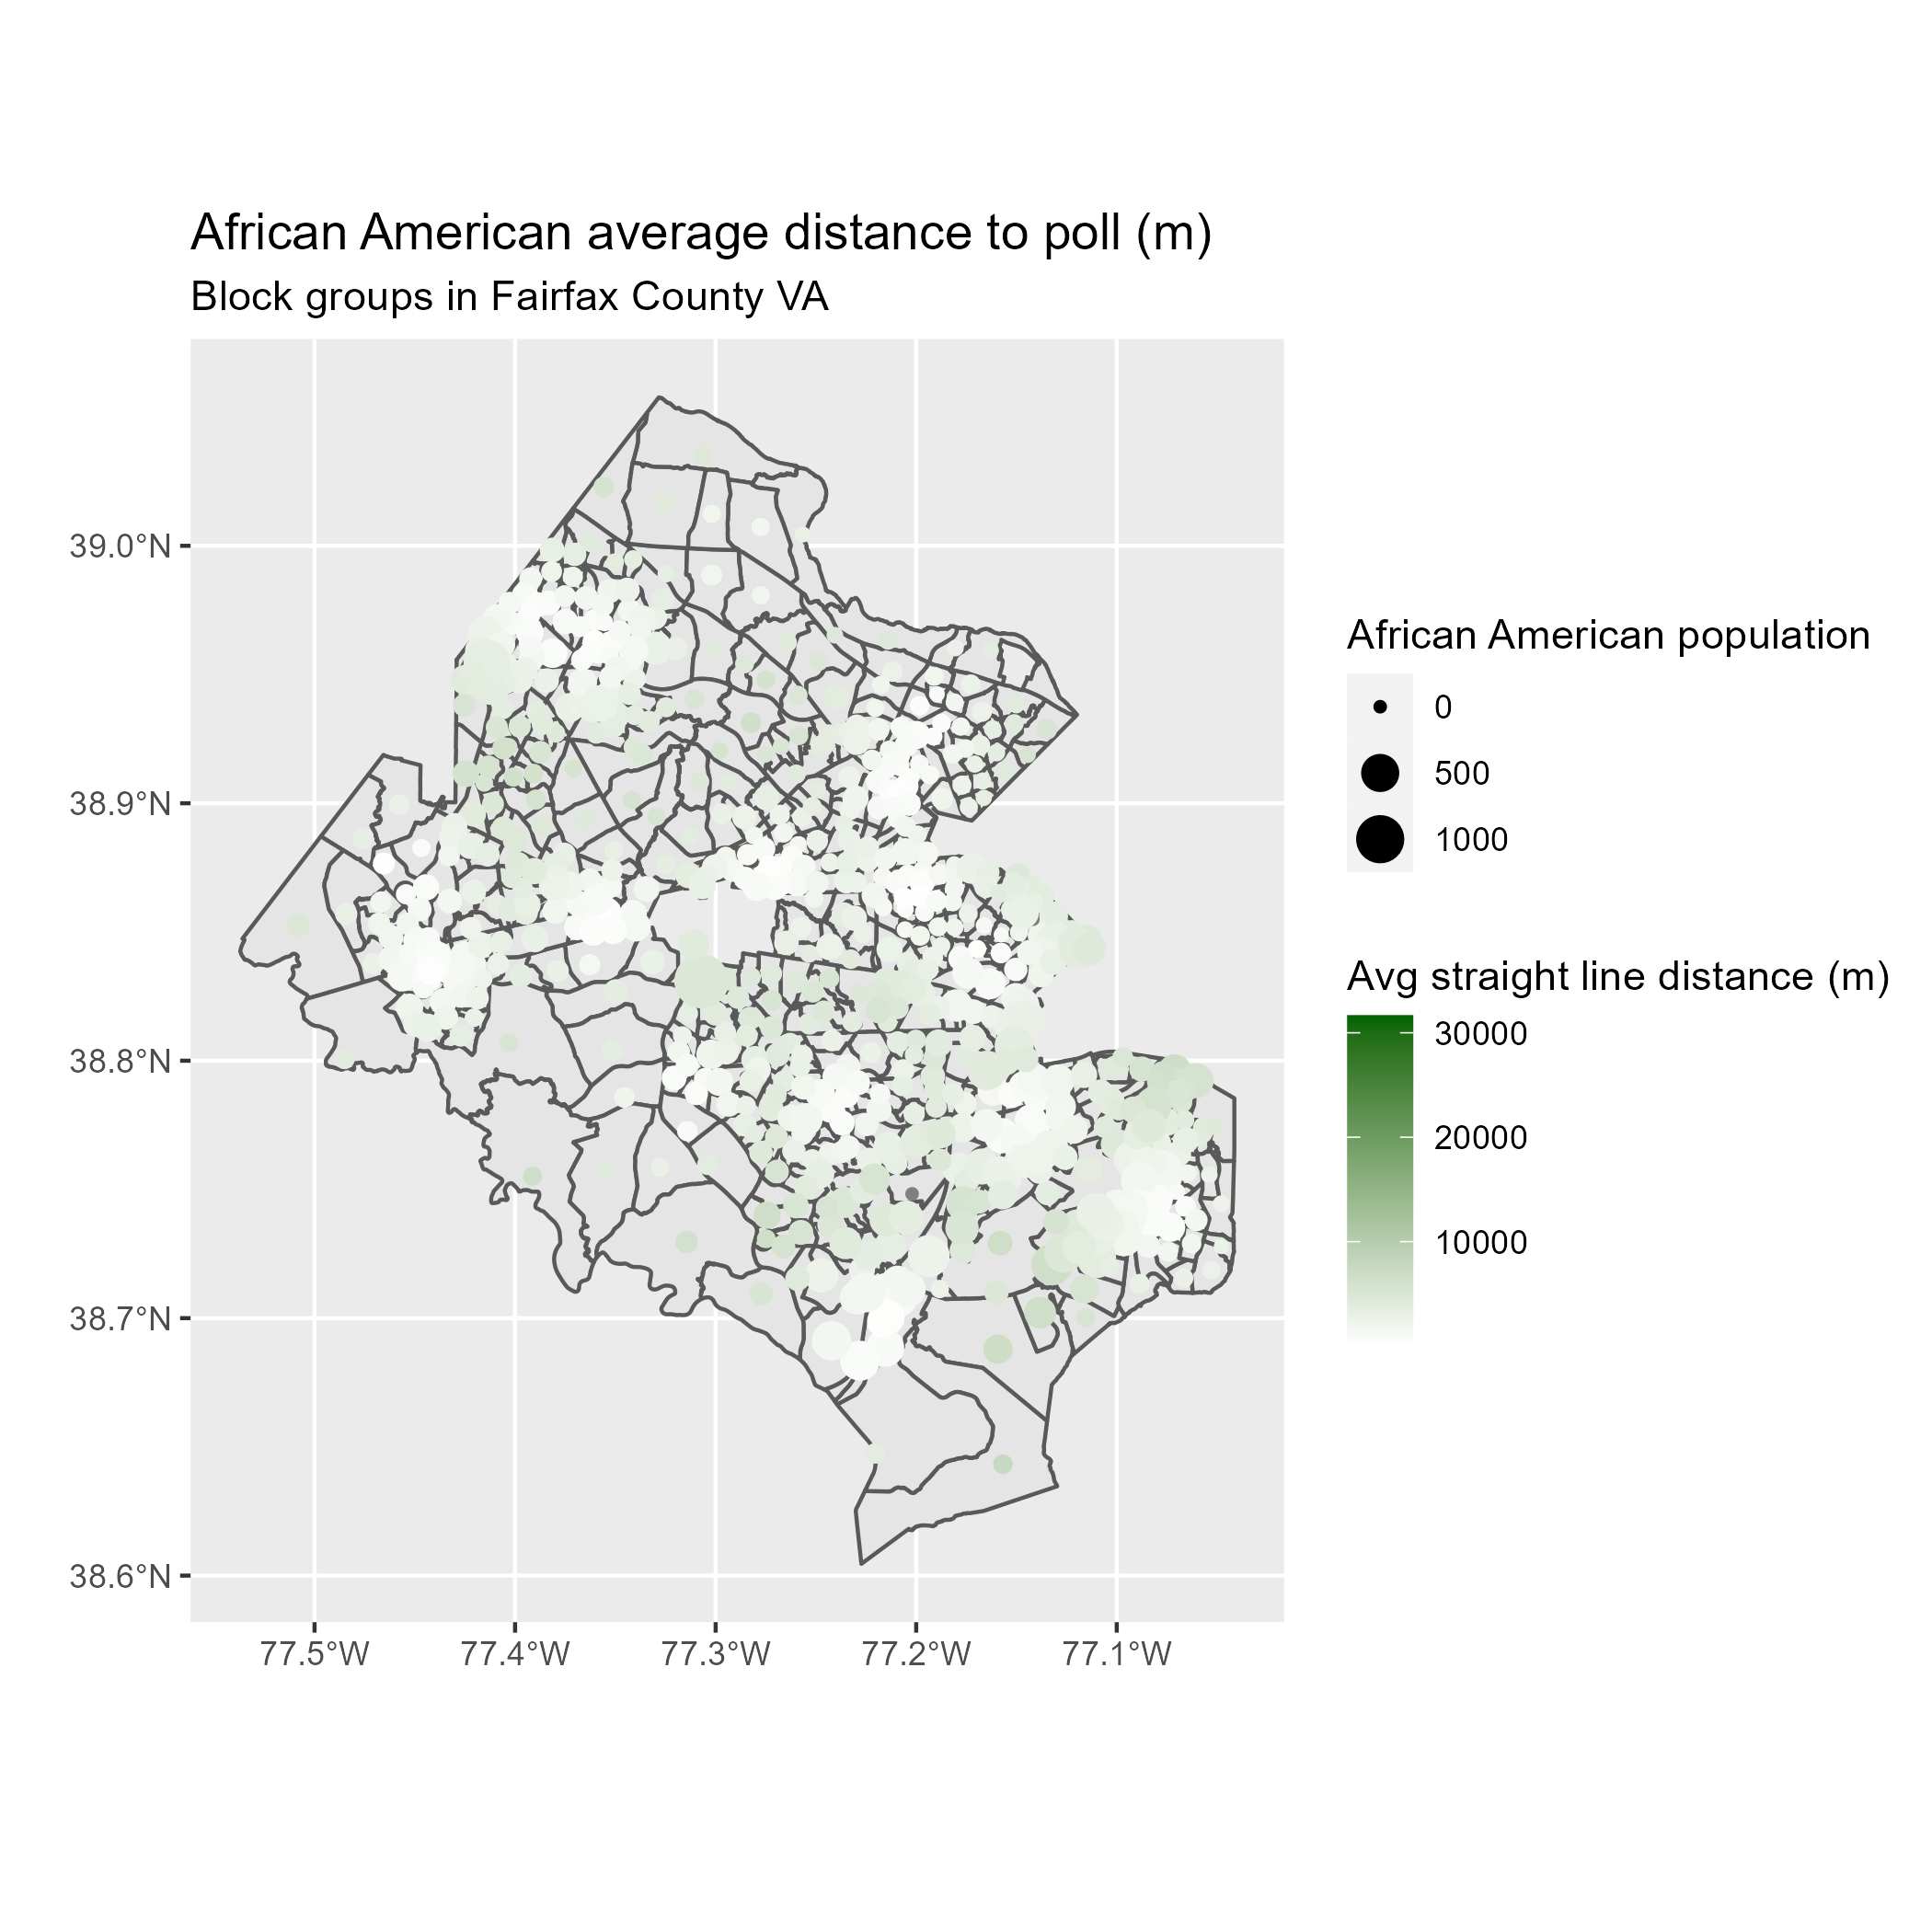 African American average distance to poll (m)
Block groups in Fairfax County VA
39.0°N
38.9°N
38.8°N
38.7°N
38.6°N
77.5°W 77.4°W 77.3°W 77.2°W 77.1°W
African American population
0
500
1000
Avg straight line distance (m)
30000
20000
10000